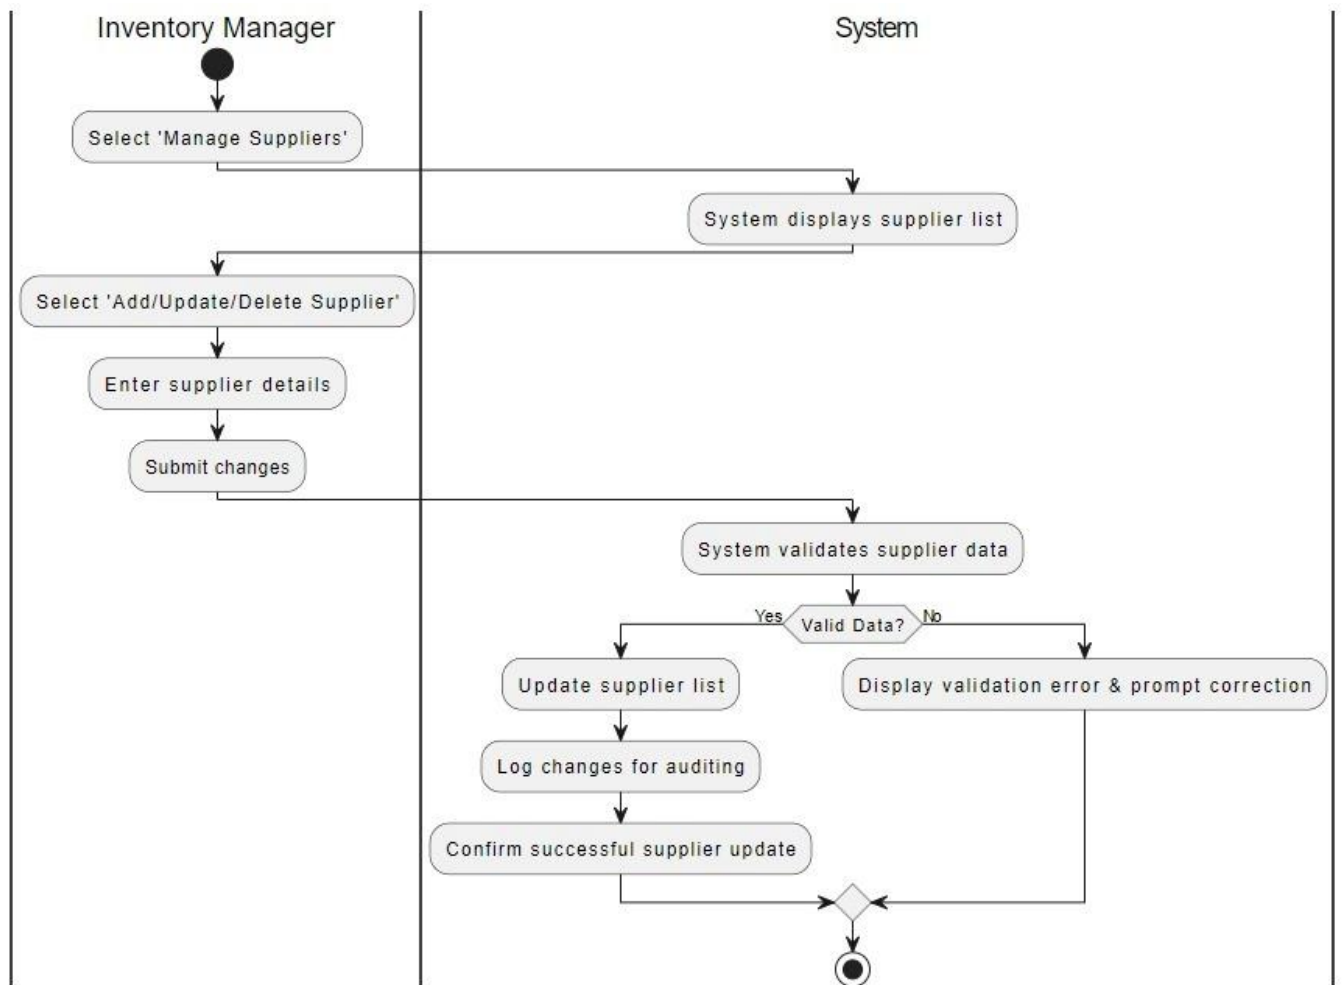 Inventory Manager
System
Select 'Manage Suppliers'
System displays supplier list
Select 'Add/Update/Delete Supplier'
Enter supplier details
Submit changes
System validates supplier data
Yes
Valid Data?
No
Update supplier list
Display validation error & prompt correction
Log changes for auditing
Confirm successful supplier update